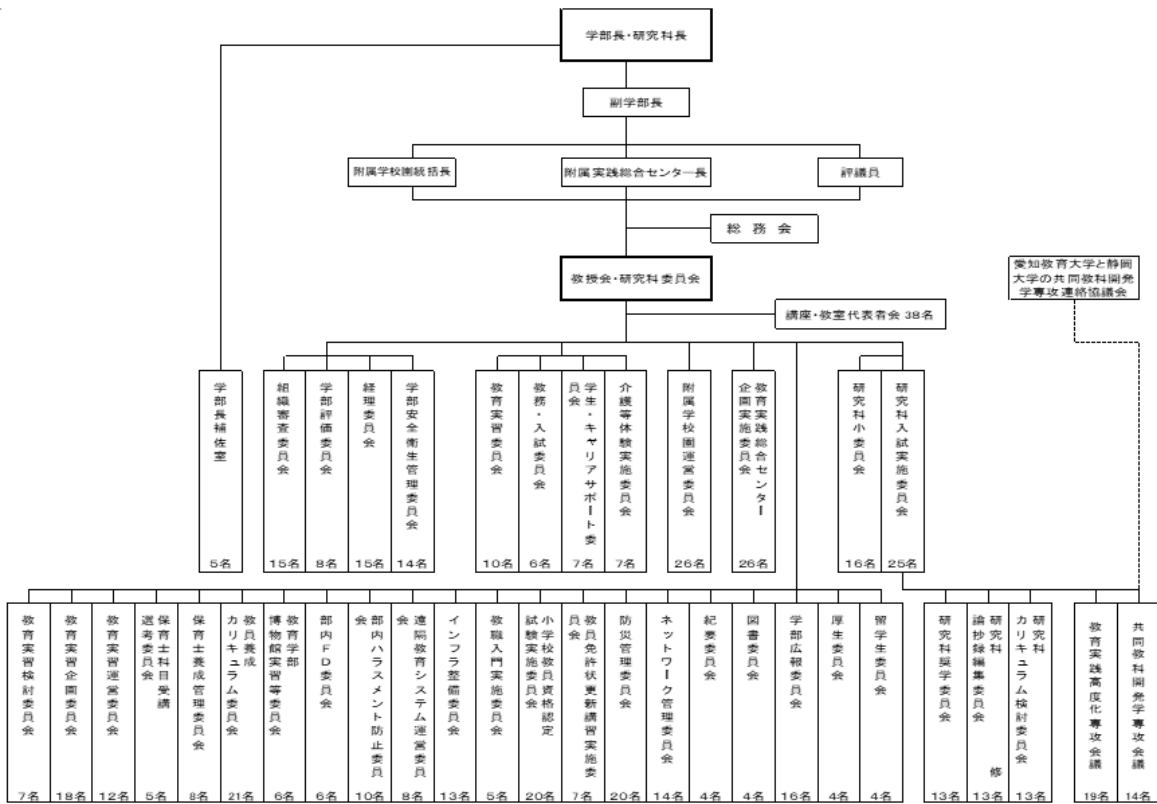 学部長・研究科長
副学部長
附属学校園統括長
附属実践総合センター長
評議員
総務会
教授会・研究科委員会
愛知教育大学と静岡
大学の共同教科開発
学専攻連絡協議会
講座・教室代表者会 38名
学部長補佐室
5名
組織審査委員会
15名
学部評価委員会
8名
経理委員会
15名
学部安全衛生管理委員会
14名
教育実習委員会
10名
教務・入試委員会
6名
学生・キャリアサポート委
員会
7名
介護等体験実施委員会
7名
附属学校園運営委員会
26名
教育実践総合センター
企画実施委員会
26名
研究科小委員会
16名
研究科入試実施委員会
25名
教育実習検討委員会
7名
教育実習企画委員会
18名
教育実習運営委員会
12名
保育士科目受講
選考委員会
5名
保育士養成管理委員会
8名
教員養成
カリキュラム委員会
21名
教育学部
博物館実習等委員会
6名
部内FD委員会
6名
部内ハラスメント防止委員
会
10名
遠隔教育システム運営委員
会
8名
インフラ整備委員会
13名
教職入門実施委員会
5名
小学校教員資格認定
試験実施委員会
20名
教員免許状更新講習実施委
員会
7名
防災管理委員会
20名
ネットワーク管理委員会
14名
紀要委員会
4名
図書委員会
4名
学部広報委員会
16名
厚生委員会
4名
留学生委員会
4名
研究科奨学委員会
13名
研究科 修
論抄録編集委員会
13名
研究科
カリキュラム検討委員会
13名
教育実践高度化専攻会議
19名
共同教科開発学専攻会議
14名